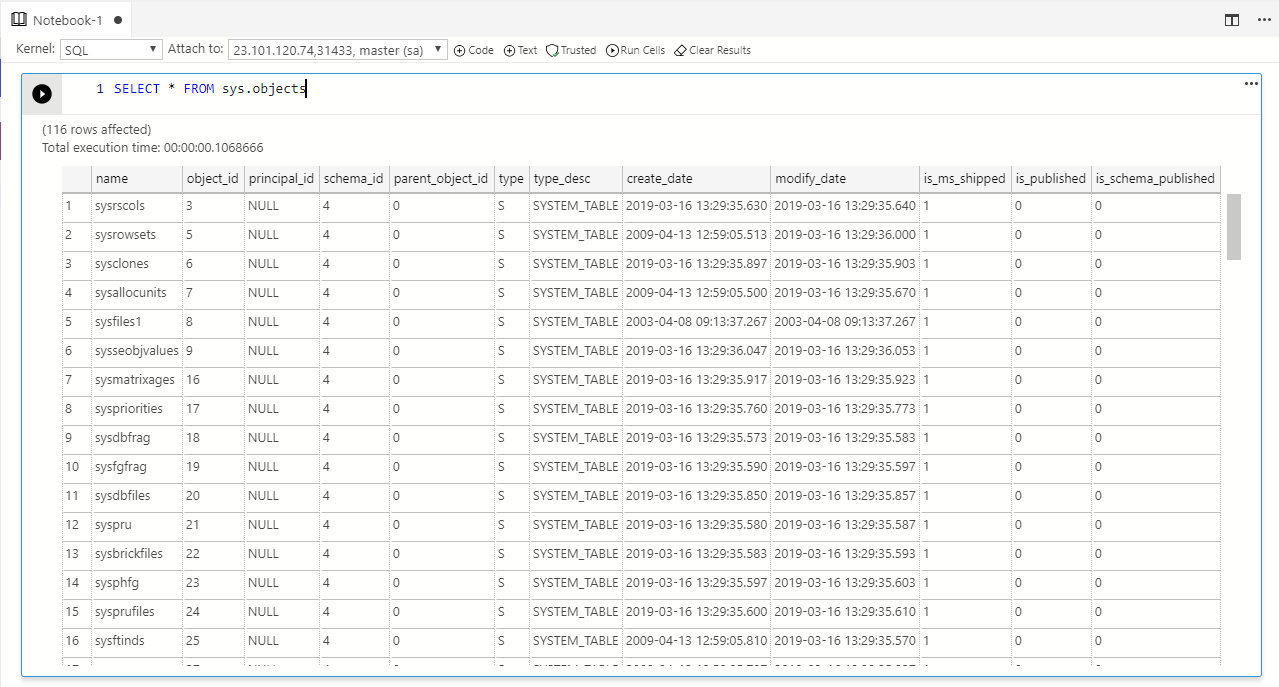 Notebook-1
Kernel: SQL Attach to: 23.101.120.74,31433, master (sa) Code Text Trusted Run Cells Clear Results
1 SELECT * FROM sys.objects
(116 rows affected)
Total execution time: 00:00:00.1068666
name object_id principal_id schema_id parent_object_id type type_desc create_date modify_date is_ms_shipped is_published is_schema_published
1 sysrscols 3 NULL 4 0 S SYSTEM_TABLE 2019-03-16 13:29:35.630 2019-03-16 13:29:35.640 1 0 0
2 sysrowsets 5 NULL 4 0 S SYSTEM_TABLE 2009-04-13 12:59:05.513 2019-03-16 13:29:36.000 1 0 0
3 sysclones 6 NULL 4 0 S SYSTEM_TABLE 2019-03-16 13:29:35.897 2019-03-16 13:29:35.903 1 0 0
4 sysallocunits 7 NULL 4 0 S SYSTEM_TABLE 2009-04-13 12:59:05.500 2019-03-16 13:29:35.670 1 0 0
5 sysfiles1 8 NULL 4 0 S SYSTEM_TABLE 2003-04-08 09:13:37.267 2003-04-08 09:13:37.267 1 0 0
6 sysseobjvalues 9 NULL 4 0 S SYSTEM_TABLE 2019-03-16 13:29:36.047 2019-03-16 13:29:36.053 1 0 0
7 sysmatrixages 16 NULL 4 0 S SYSTEM_TABLE 2019-03-16 13:29:35.917 2019-03-16 13:29:35.923 1 0 0
8 syspriorities 17 NULL 4 0 S SYSTEM_TABLE 2019-03-16 13:29:35.760 2019-03-16 13:29:35.773 1 0 0
9 sysdbfrag 18 NULL 4 0 S SYSTEM_TABLE 2019-03-16 13:29:35.573 2019-03-16 13:29:35.583 1 0 0
10 sysfgfrag 19 NULL 4 0 S SYSTEM_TABLE 2019-03-16 13:29:35.590 2019-03-16 13:29:35.597 1 0 0
11 sysdbfiles 20 NULL 4 0 S SYSTEM_TABLE 2019-03-16 13:29:35.850 2019-03-16 13:29:35.857 1 0 0
12 syspru 21 NULL 4 0 S SYSTEM_TABLE 2019-03-16 13:29:35.580 2019-03-16 13:29:35.587 1 0 0
13 sysbrickfiles 22 NULL 4 0 S SYSTEM_TABLE 2019-03-16 13:29:35.583 2019-03-16 13:29:35.593 1 0 0
14 sysphfg 23 NULL 4 0 S SYSTEM_TABLE 2019-03-16 13:29:35.597 2019-03-16 13:29:35.603 1 0 0
15 sysprufiles 24 NULL 4 0 S SYSTEM_TABLE 2019-03-16 13:29:35.600 2019-03-16 13:29:35.610 1 0 0
16 sysftinds 25 NULL 4 0 S SYSTEM_TABLE 2009-04-13 12:59:05.810 2019-03-16 13:29:35.570 1 0 0